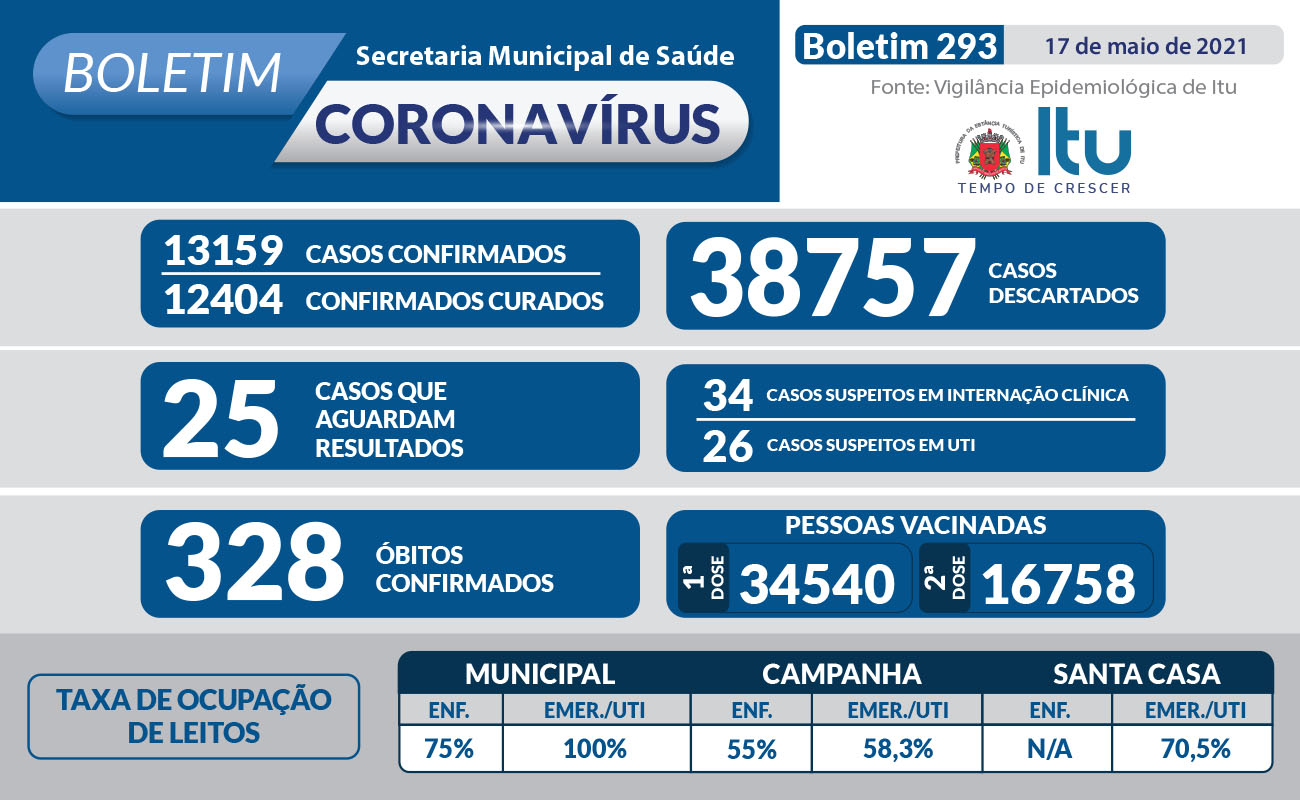 BOLETIM
Secretaria Municipal de Saúde
CORONAVÍRUS
Boletim 293
17 de maio de 2021
Fonte: Vigilância Epidemiológica de Itu
PREFEITURA DA ESTÂNCIA TURÍSTICA DE ITU
Itu
TEMPO DE CRESCER
13159 CASOS CONFIRMADOS
12404 CONFIRMADOS CURADOS
38757 CASOS
DESCARTADOS
25 CASOS QUE
AGUARDAM
RESULTADOS
34 CASOS SUSPEITOS EM INTERNAÇÃO CLÍNICA
26 CASOS SUSPEITOS EM UTI
328 ÓBITOS
CONFIRMADOS
PESSOAS VACINADAS
1ª DOSE 34540 2ª DOSE 16758
TAXA DE OCUPAÇÃO
DE LEITOS
MUNICIPAL CAMPANHA SANTA CASA
ENF. EMER./UTI ENF. EMER./UTI ENF. EMER./UTI
75% 100% 55% 58,3% N/A 70,5%